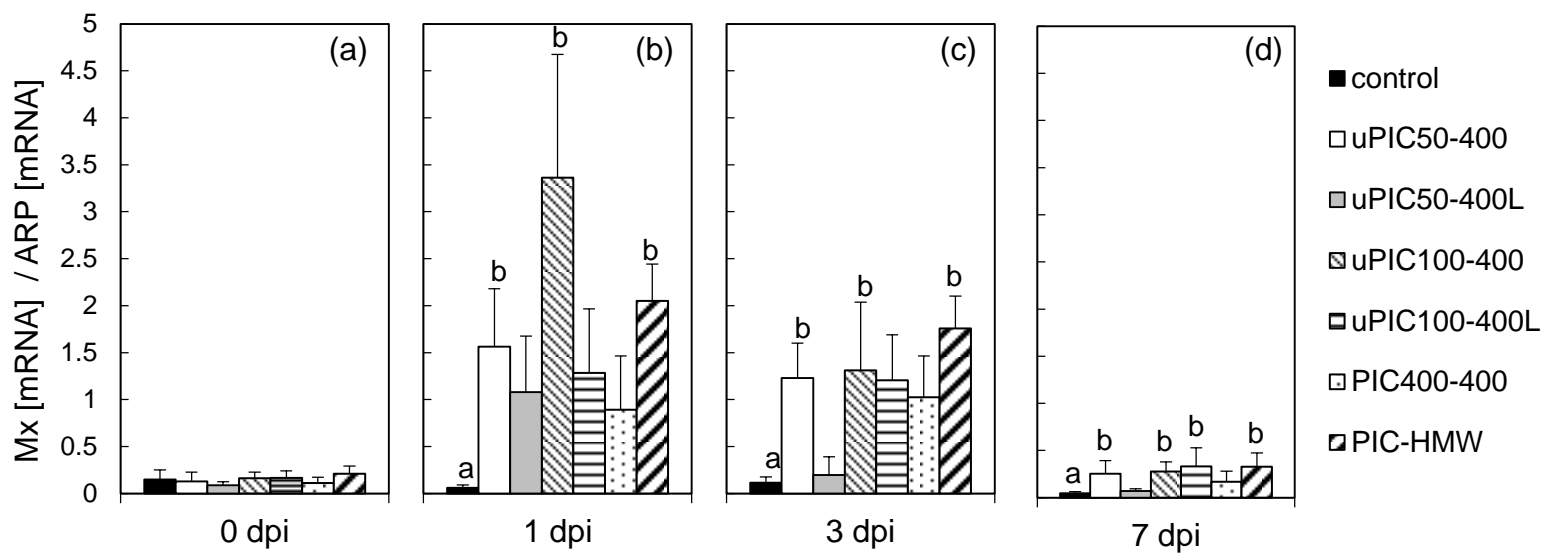 Mx [mRNA] / ARP [mRNA]
5
4.5
4
3.5
3
2.5
2
1.5
1
0.5
0
(a)
0 dpi
(b)
b
b
b
a
1 dpi
(c)
b
b
b
a
3 dpi
(d)
a
b
b
b
b
7 dpi
control
uPIC50-400
uPIC50-400L
uPIC100-400
uPIC100-400L
PIC400-400
PIC-HMW